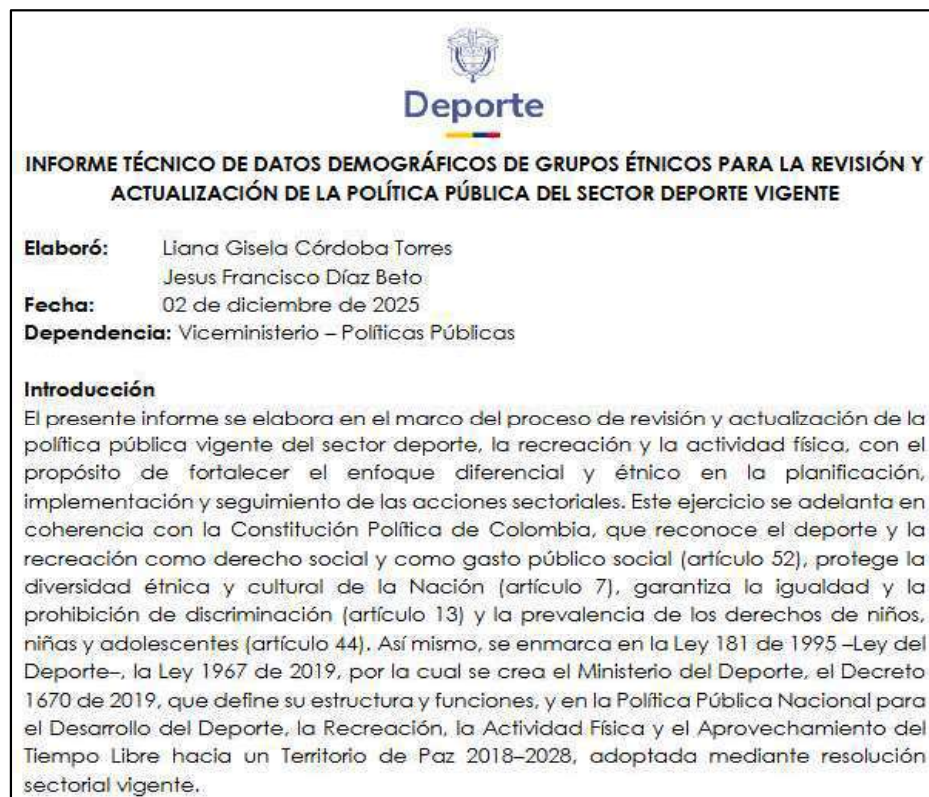 Deporte
INFORME TÉCNICO DE DATOS DEMOGRÁFICOS DE GRUPOS ÉTNICOS PARA LA REVISIÓN Y
ACTUALIZACIÓN DE LA POLÍTICA PÚBLICA DEL SECTOR DEPORTE VIGENTE
Elaboró: Liana Gisela Córdoba Torres
Jesus Francisco Díaz Beto
Fecha: 02 de diciembre de 2025
Dependencia: Viceministerio – Políticas Públicas
Introducción
El presente informe se elabora en el marco del proceso de revisión y actualización de la
política pública vigente del sector deporte, la recreación y la actividad física, con el
propósito de fortalecer el enfoque diferencial y étnico en la planificación,
implementación y seguimiento de las acciones sectoriales. Este ejercicio se adelanta en
coherencia con la Constitución Política de Colombia, que reconoce el deporte y la
recreación como derecho social y como gasto público social (artículo 52), protege la
diversidad étnica y cultural de la Nación (artículo 7), garantiza la igualdad y la
prohibición de discriminación (artículo 13) y la prevalencia de los derechos de niños,
niñas y adolescentes (artículo 44). Así mismo, se enmarca en la Ley 181 de 1995 –Ley del
Deporte–, la Ley 1967 de 2019, por la cual se crea el Ministerio del Deporte, el Decreto
1670 de 2019, que define su estructura y funciones, y en la Política Pública Nacional para
el Desarrollo del Deporte, la Recreación, la Actividad Física y el Aprovechamiento del
Tiempo Libre hacia un Territorio de Paz 2018–2028, adoptada mediante resolución
sectorial vigente.